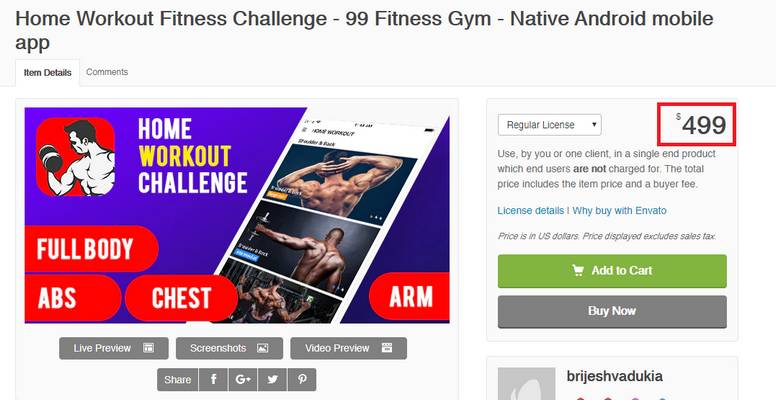 Home Workout Fitness Challenge - 99 Fitness Gym - Native Android mobile
app
Item Details
Comments
HOME
WORKOUT
CHALLENGE
FULL BODY
ABS
CHEST
ARM
HOME WORKOUT
Shoulder & Back
Shoulder & Back
Live Preview
Screenshots
Video Preview
Share
Regular License
$499
Use, by you or one client, in a single end product
which end users are not charged for. The total
price includes the item price and a buyer fee.
License details | Why buy with Envato
Price is in US dollars. Price displayed excludes sales tax.
Add to Cart
Buy Now
brijeshvadukia